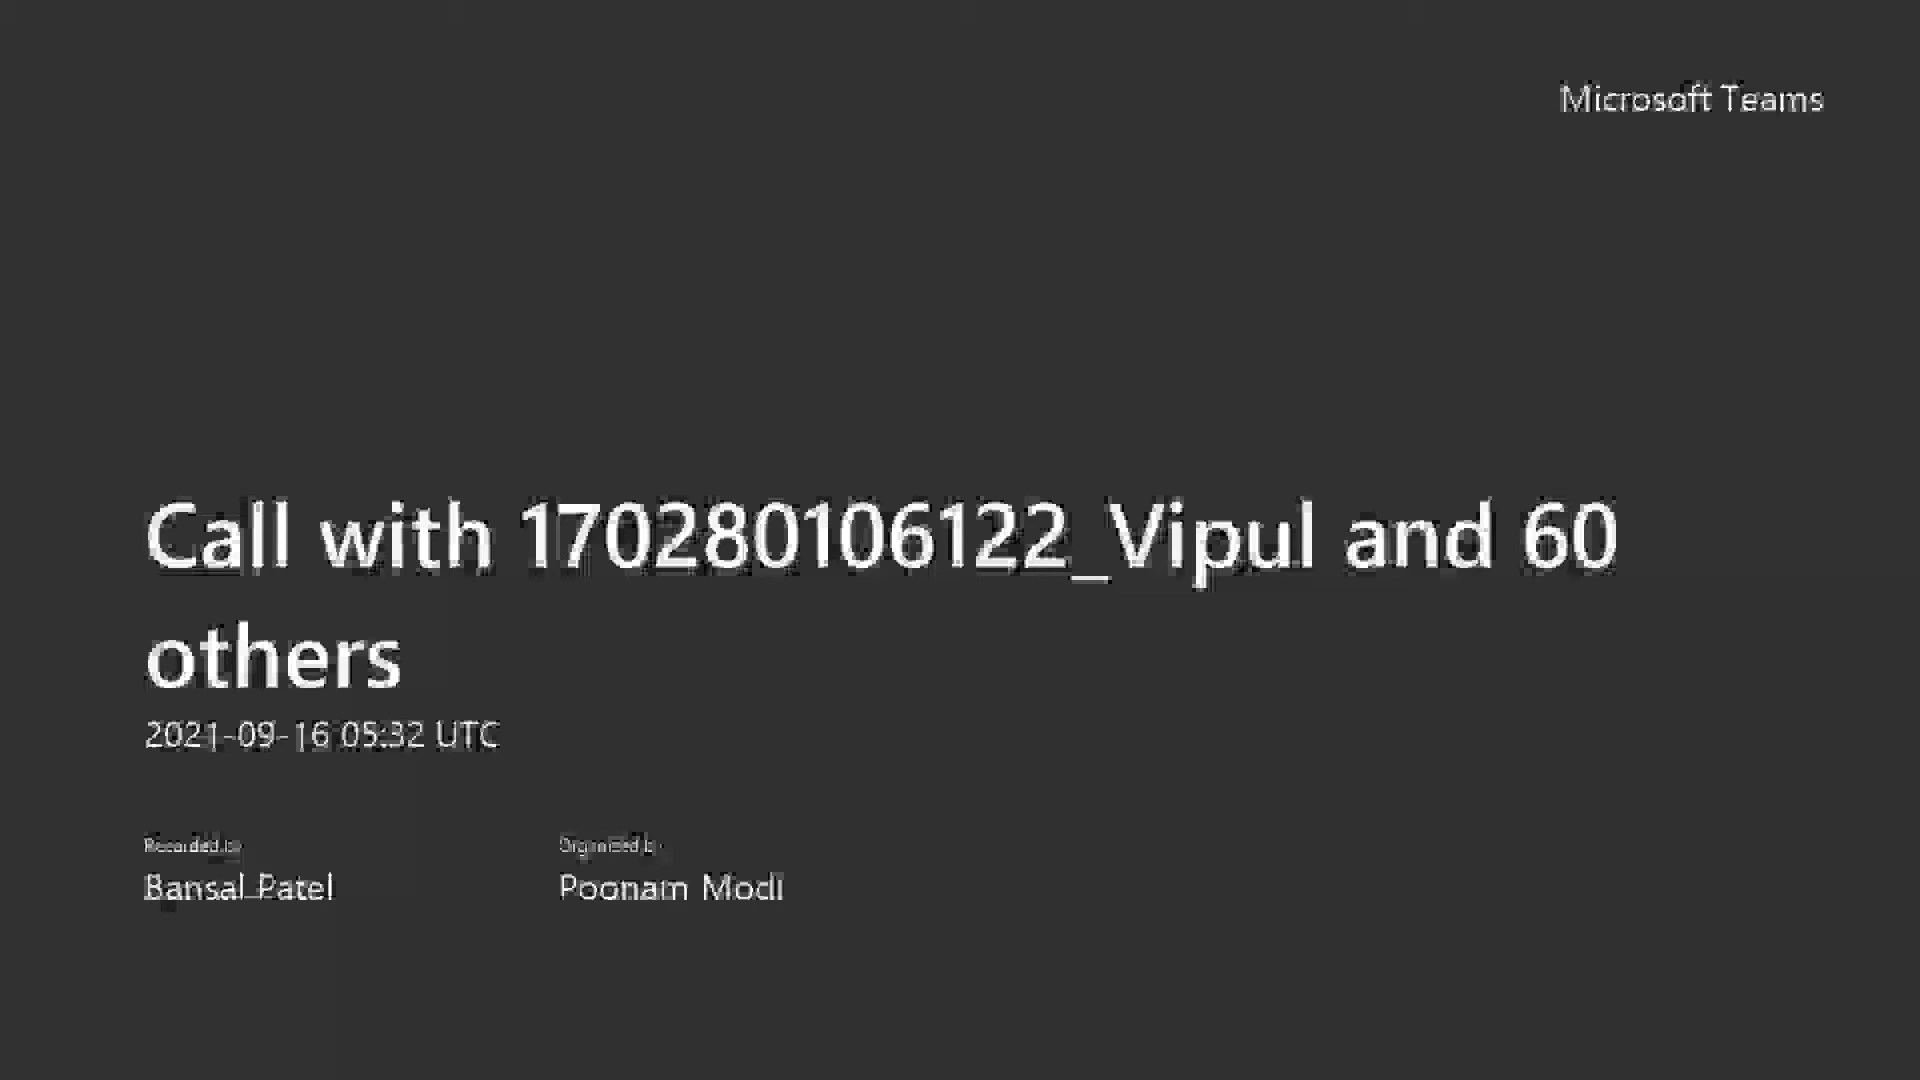 Microsoft Teams
Call with 170280106122_Vipul and 60
others
2021-09-16 05:32 UTC
Recorded by
Organized by
Bansal Patel
Poonam Modi